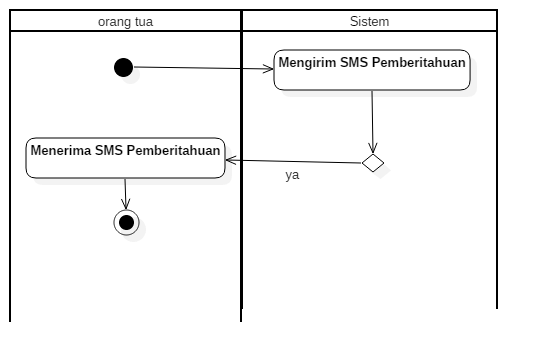 orang tua
Sistem
Mengirim SMS Pemberitahuan
Menerima SMS Pemberitahuan
ya